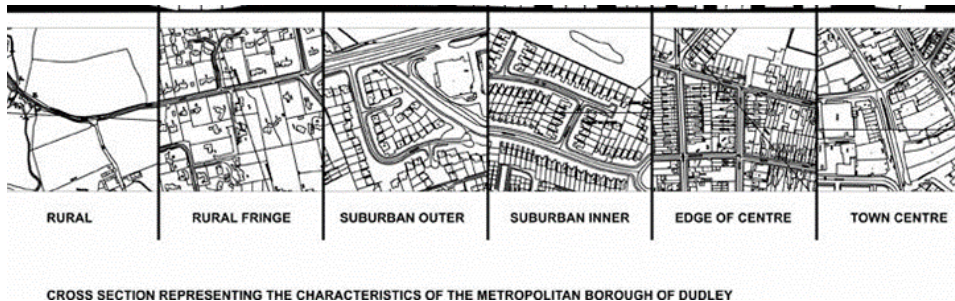 RURAL
RURAL FRINGE
SUBURBAN OUTER
SUBURBAN INNER
EDGE OF CENTRE
TOWN CENTRE
CROSS SECTION REPRESENTING THE CHARACTERISTICS OF THE METROPOLITAN BOROUGH OF DUDLEY